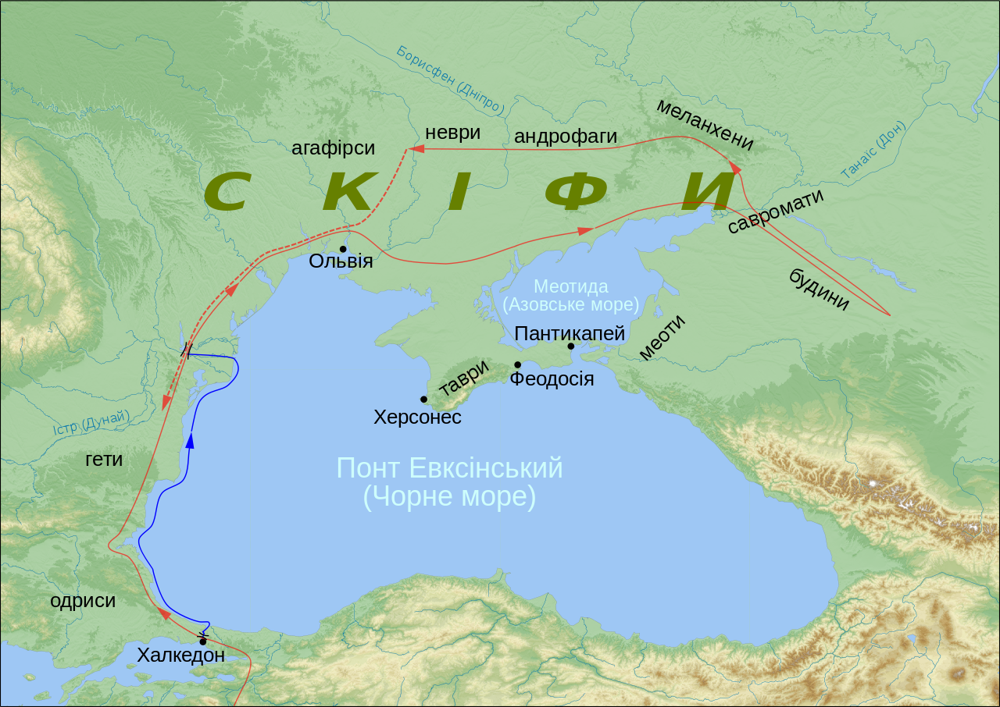 Борисфен (Дніпро)
меланхени
неври
андрофаги
агафірси
Танаїс (Дон)
СКІФИ
савромати
Ольвія
будини
Меотида
(Азовське море)
Пантикапей
меоти
таври
Феодосія
Херсонес
Істр (Дунай)
гети
Понт Евксінський
(Чорне море)
одриси
Халкедон